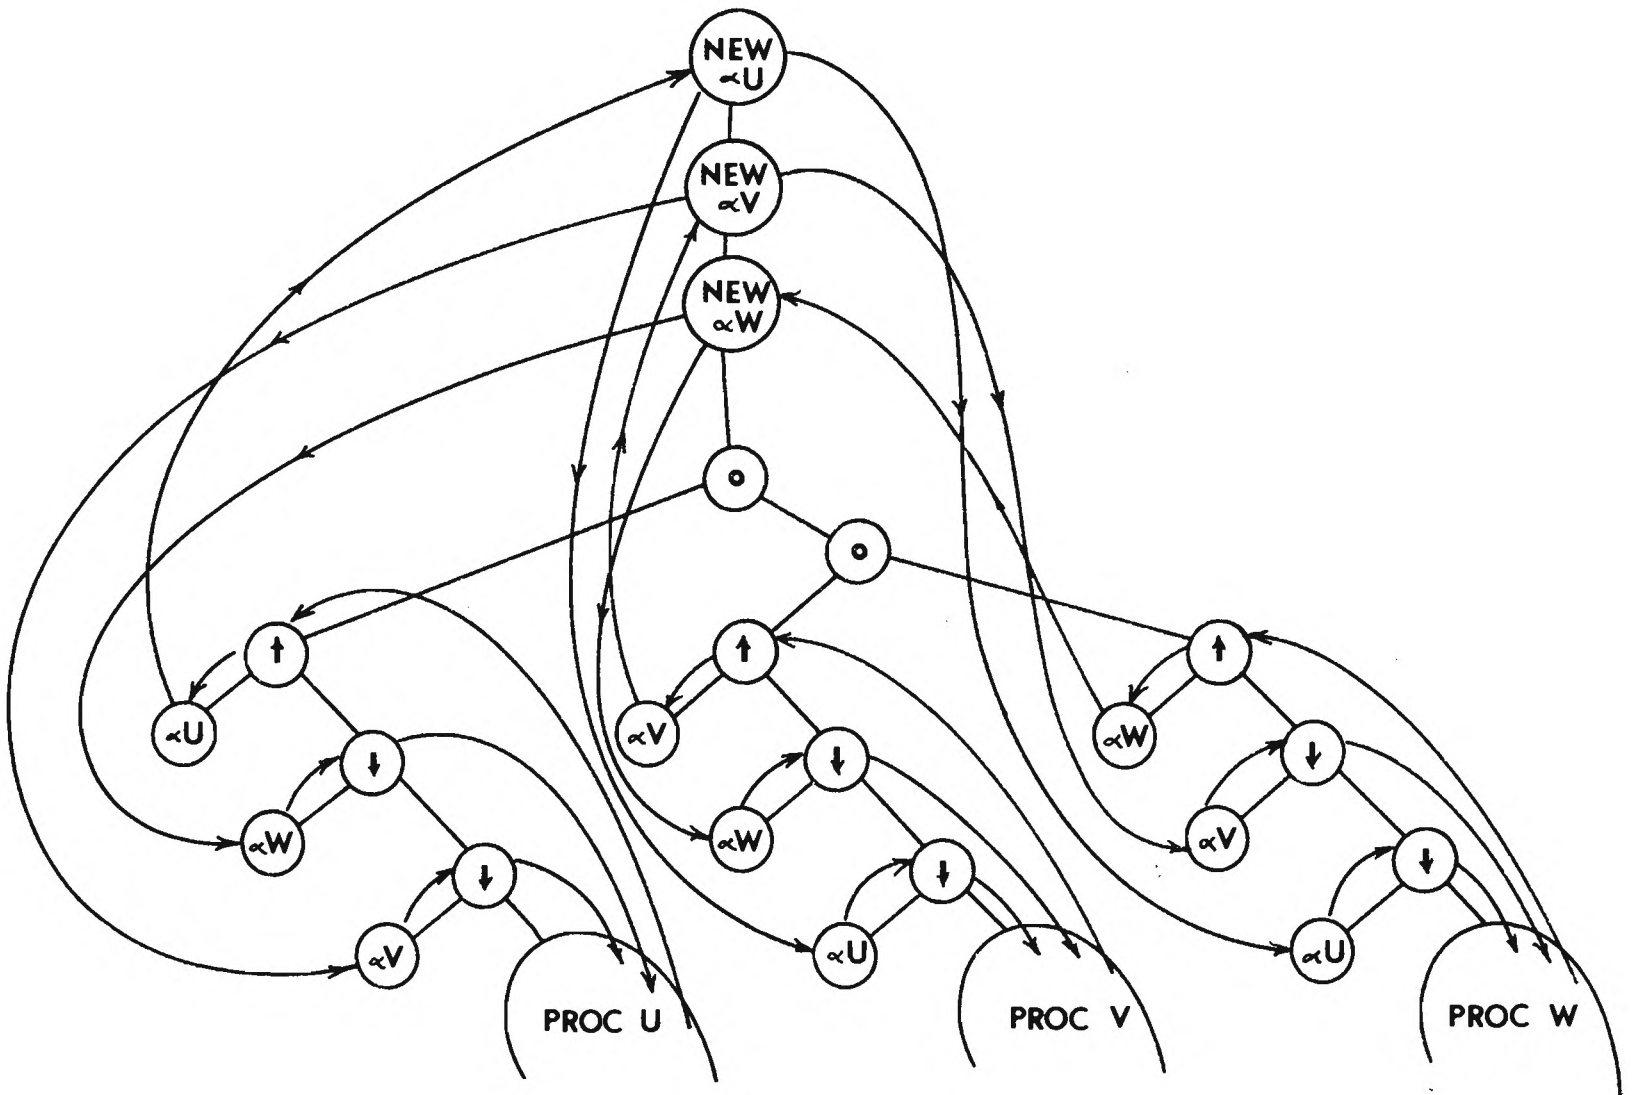 NEW
∝U
NEW
∝V
NEW
∝W
↑
↑
↑
∝U
∝V
∝W
↓
↓
↓
∝W
∝W
∝V
↓
↓
↓
∝V
∝U
∝U
PROC U
PROC V
PROC W